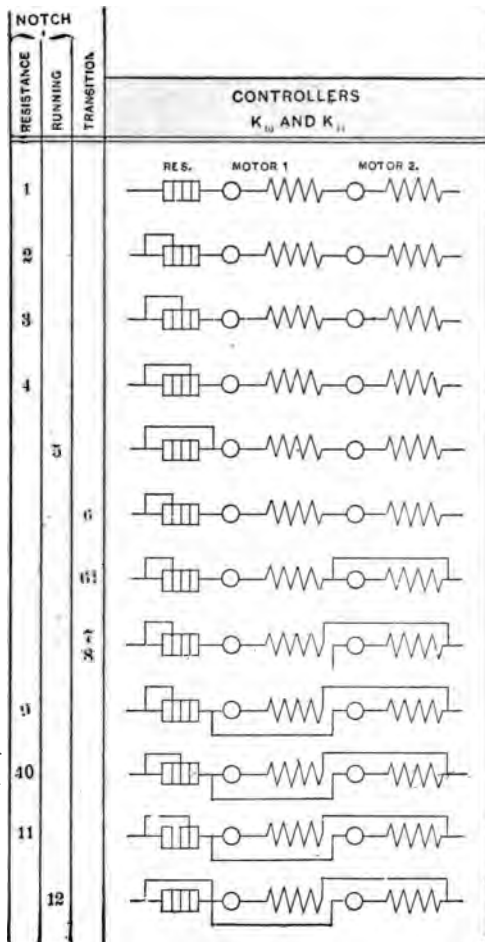 NOTCH
RESISTANCE
RUNNING
TRANSITION
CONTROLLERS
K₁₀ AND K₁₁
RES. MOTOR 1 MOTOR 2.
1
3
4
5
6
9
10
11
12